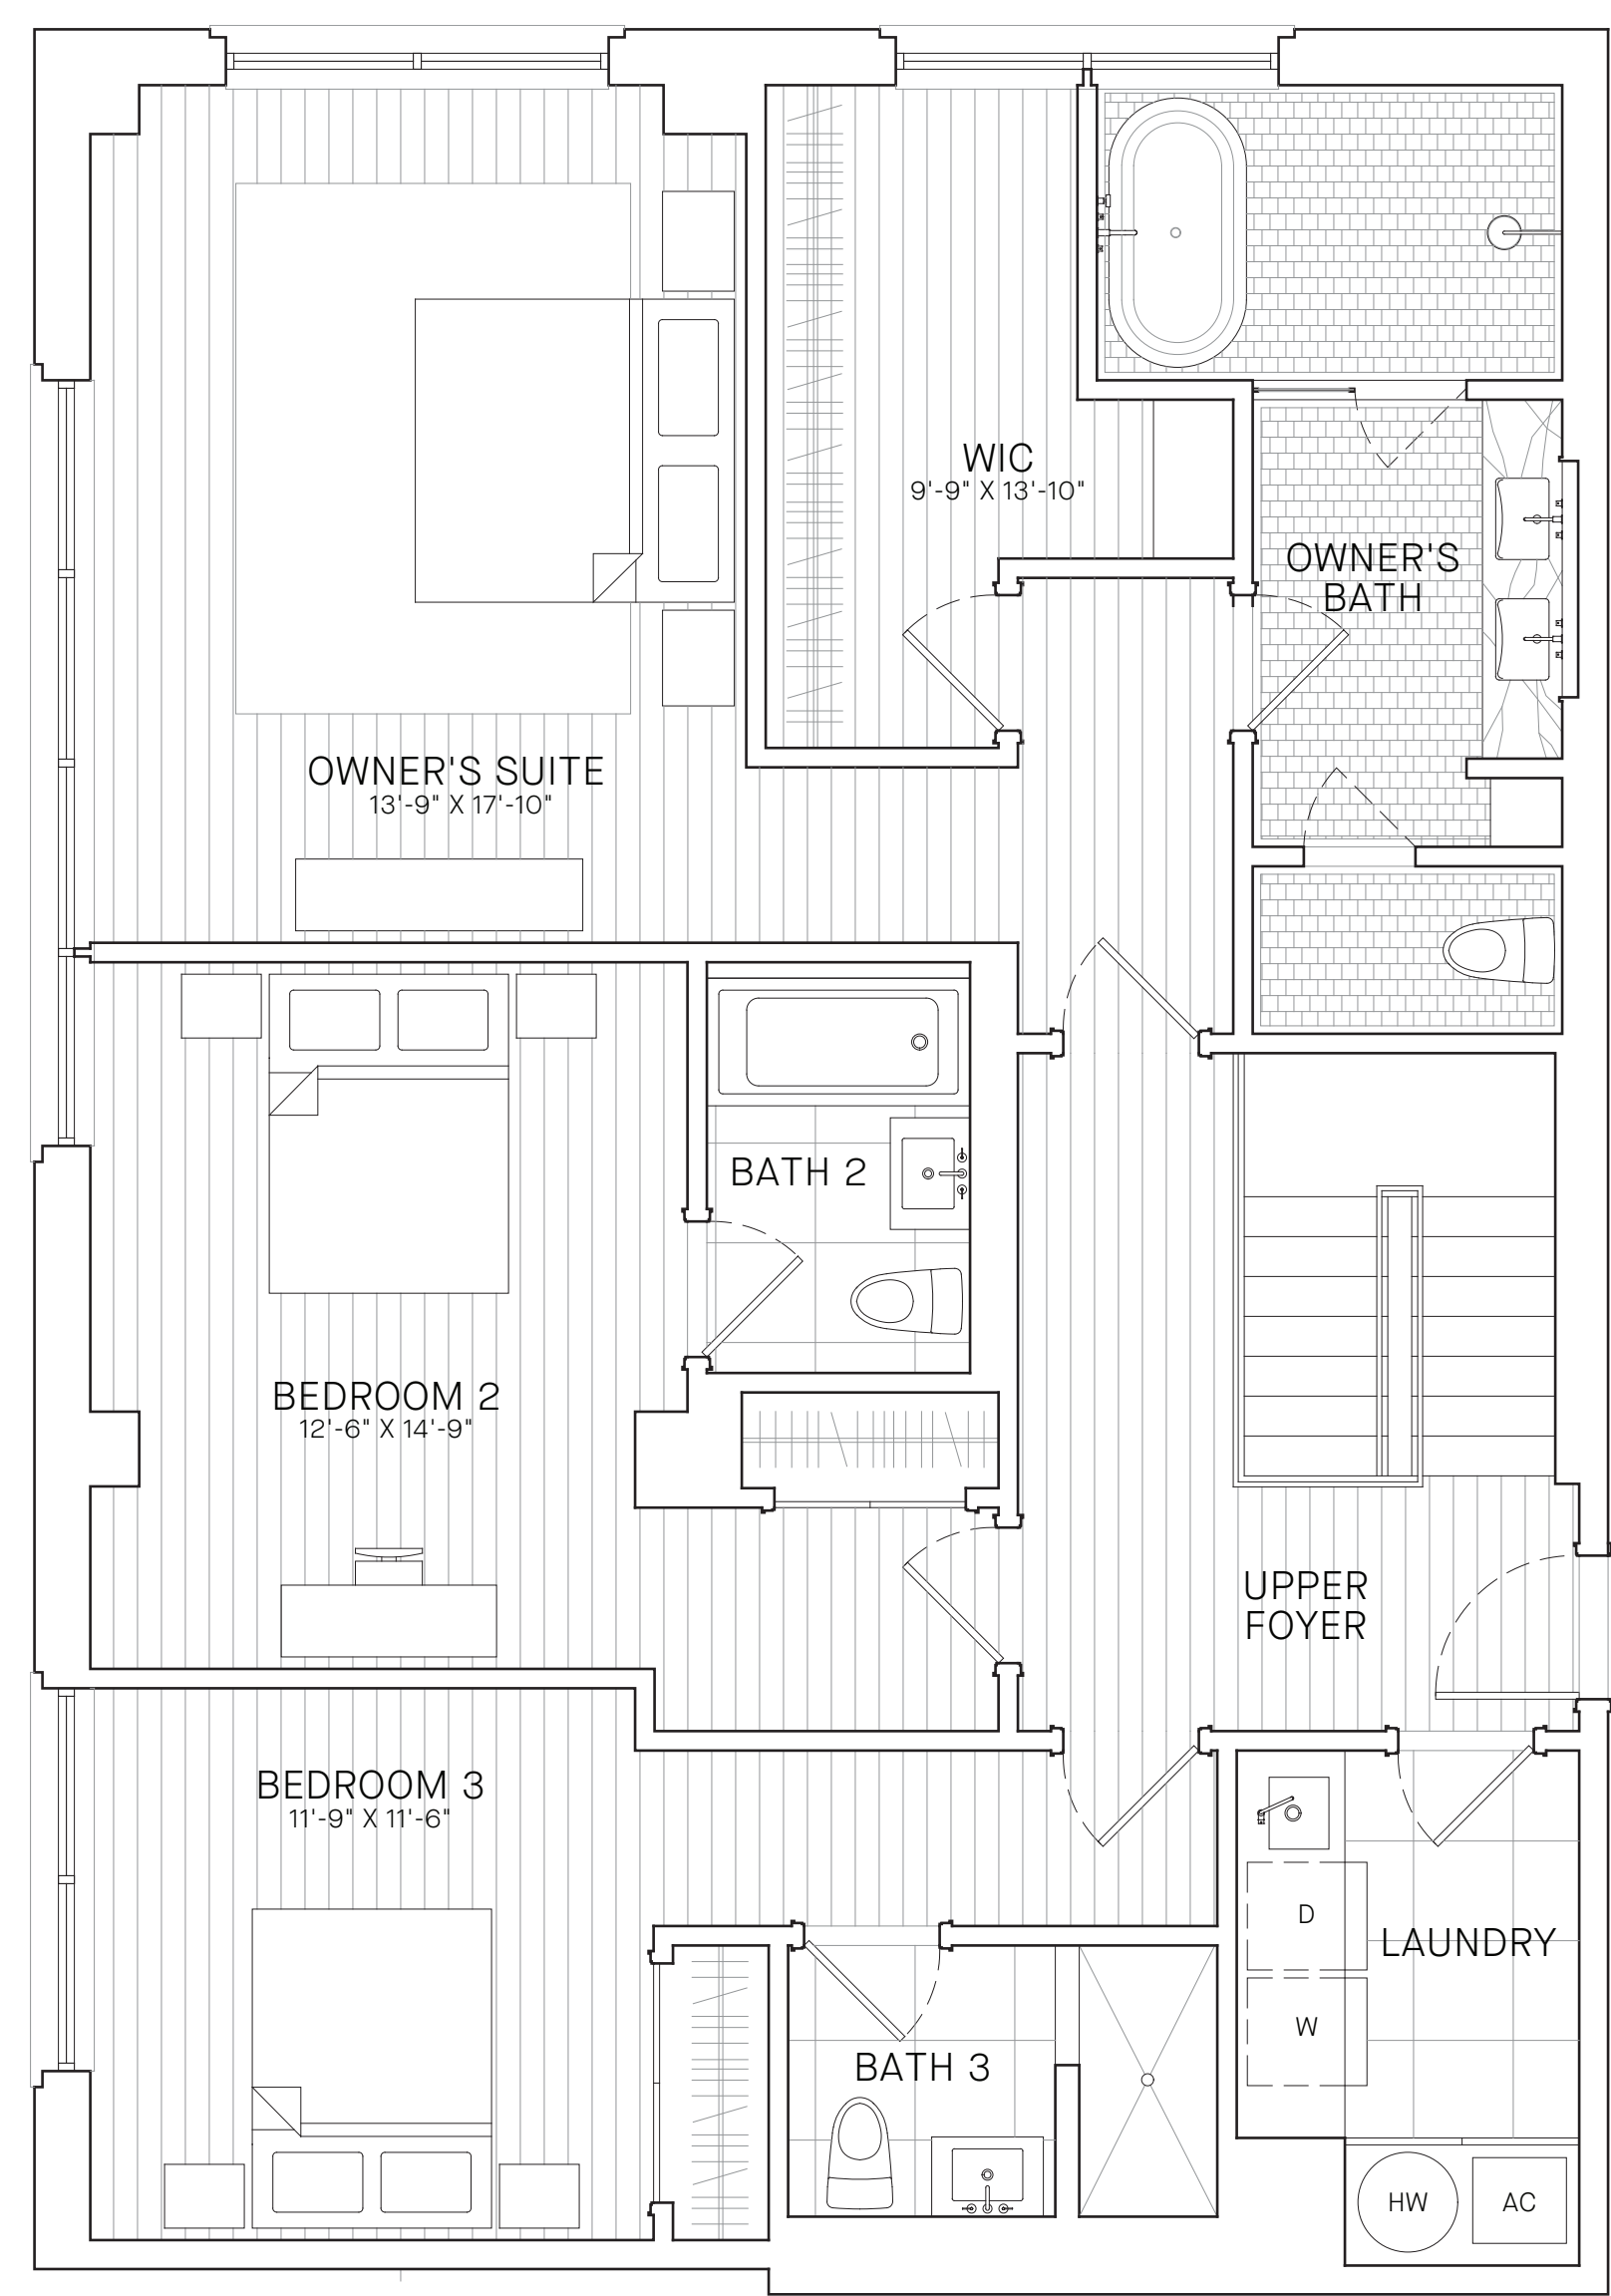 WIC
9'-9" X 13'-10"
OWNER'S
BATH
OWNER'S SUITE
13'-9" X 17'-10"
BATH 2
BEDROOM 2
12'-6" X 14'-9"
UPPER
FOYER
BEDROOM 3
11'-9" X 11'-6"
D
LAUNDRY
W
BATH 3
HW
AC